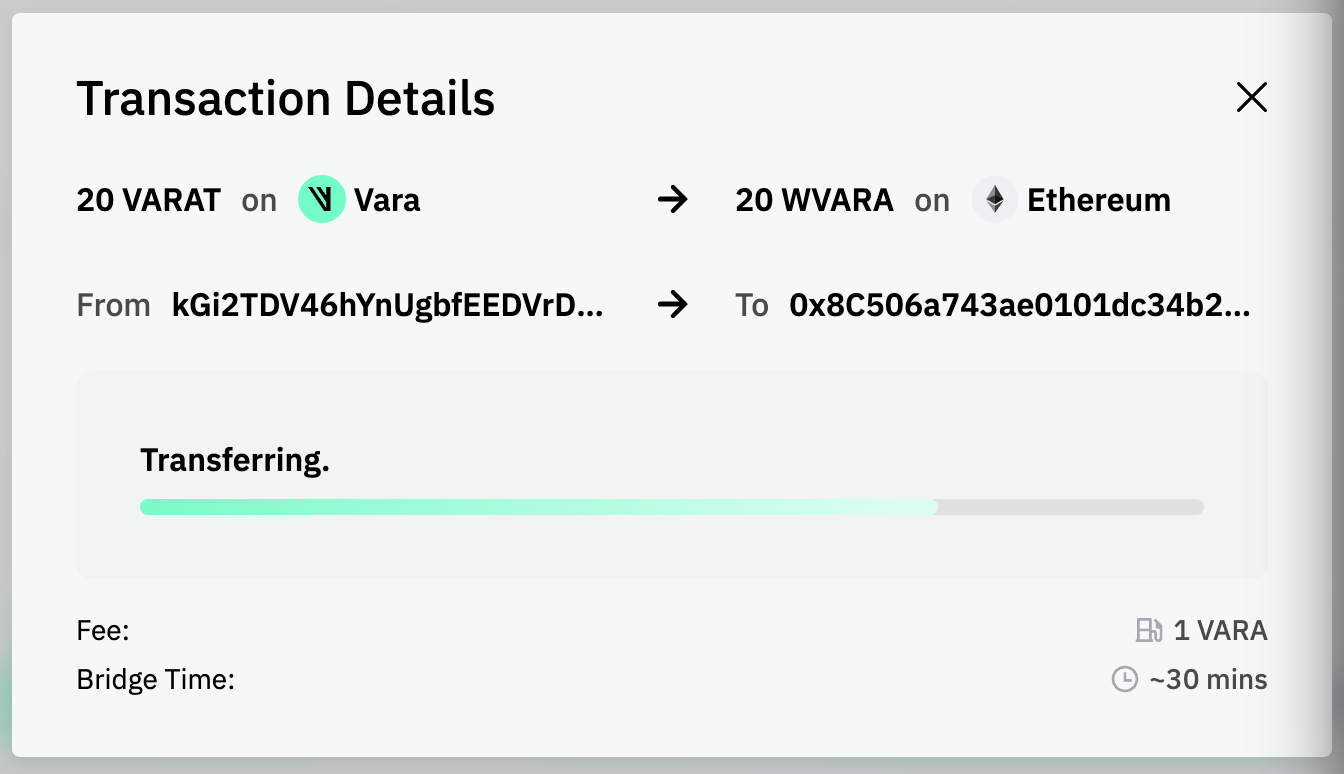 Transaction Details
20 VARAT on Vara → 20 WVARA on Ethereum
From kGi2TDV46hYnUgbfEEDVrD... → To 0x8C506a743ae0101dc34b2...
Transferring.
Fee: 1 VARA
Bridge Time: ~30 mins